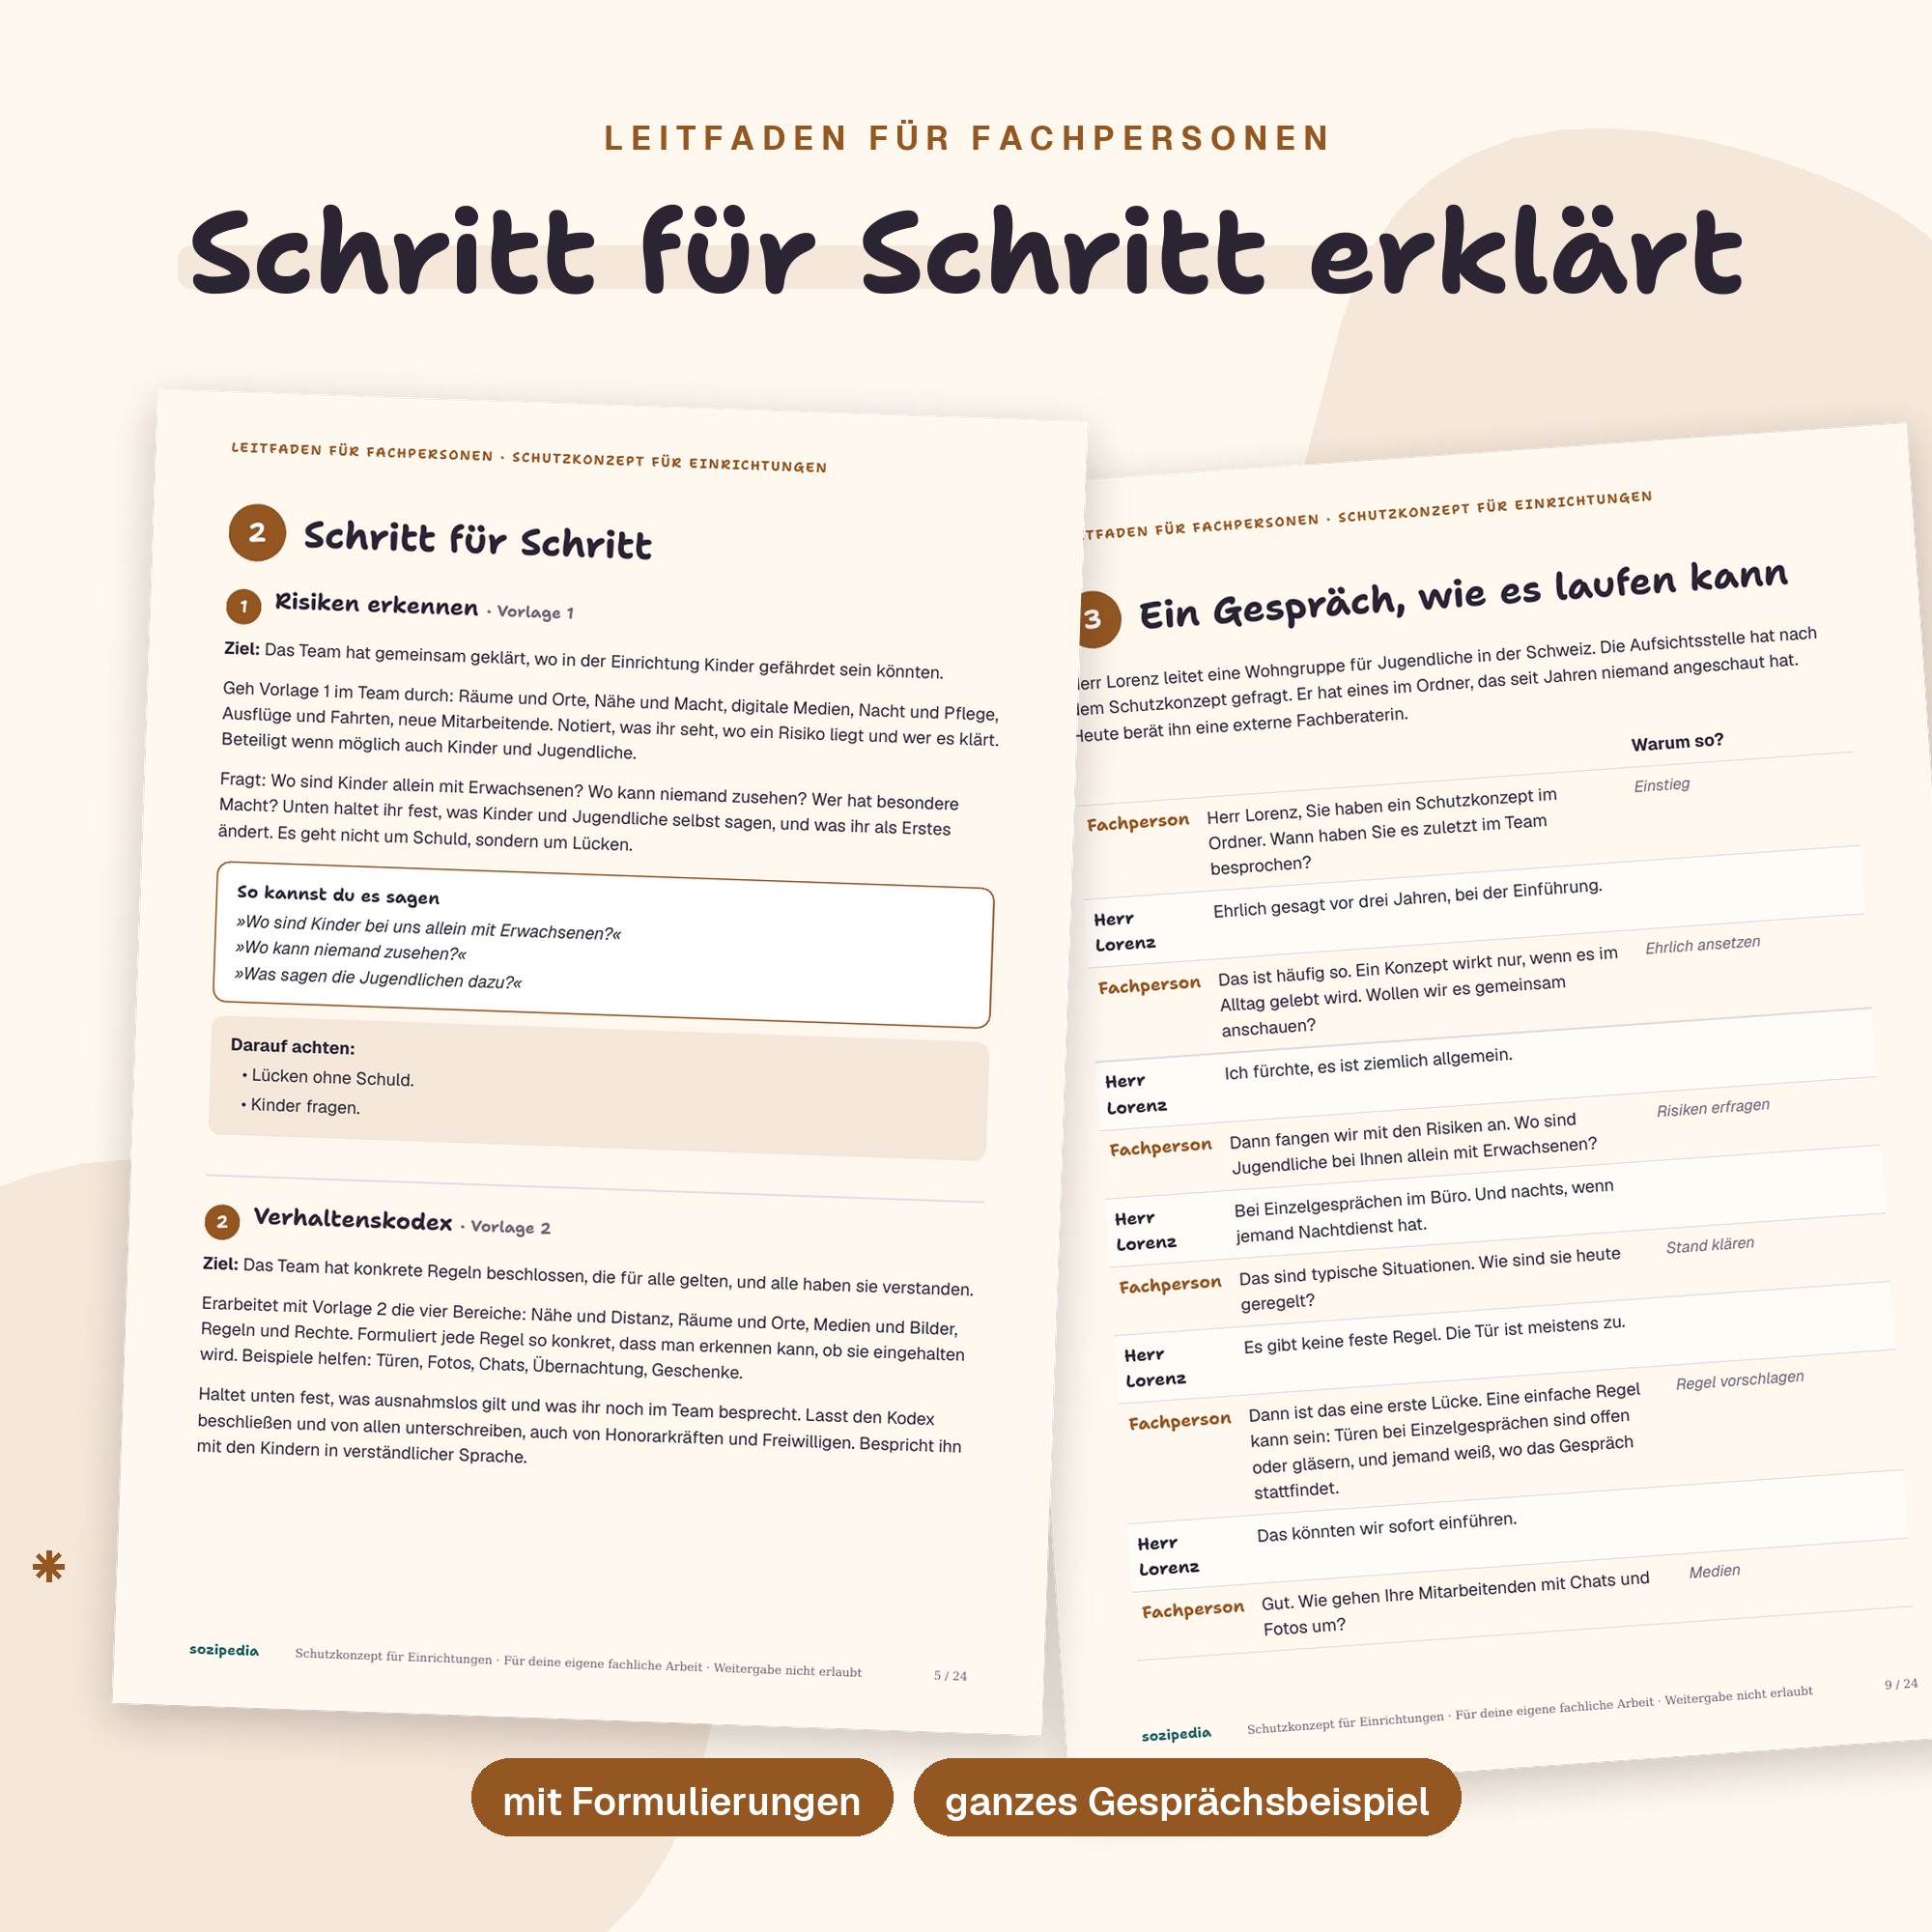 LEITFADEN FÜR FACHPERSONEN
Schritt für Schritt erklärt
LEITFADEN FÜR FACHPERSONEN · SCHUTZKONZEPT FÜR EINRICHTUNGEN
2 Schritt für Schritt
1 Risiken erkennen · Vorlage 1
Ziel: Das Team hat gemeinsam geklärt, wo in der Einrichtung Kinder gefährdet sein könnten.
Geh Vorlage 1 im Team durch: Räume und Orte, Nähe und Macht, digitale Medien, Nacht und Pflege,
Ausflüge und Fahrten, neue Mitarbeitende. Notiert, was ihr seht, wo ein Risiko liegt und wer es klärt.
Beteiligt wenn möglich auch Kinder und Jugendliche.
Fragt: Wo sind Kinder allein mit Erwachsenen? Wo kann niemand zusehen? Wer hat besondere
Macht? Unten haltet ihr fest, was Kinder und Jugendliche selbst sagen, und was ihr als Erstes
ändert. Es geht nicht um Schuld, sondern um Lücken.
So kannst du es sagen
»Wo sind Kinder bei uns allein mit Erwachsenen?«
»Wo kann niemand zusehen?«
»Was sagen die Jugendlichen dazu?«
Darauf achten:
• Lücken ohne Schuld.
• Kinder fragen.
2 Verhaltenskodex · Vorlage 2
Ziel: Das Team hat konkrete Regeln beschlossen, die für alle gelten, und alle haben sie verstanden.
Erarbeitet mit Vorlage 2 die vier Bereiche: Nähe und Distanz, Räume und Orte, Medien und Bilder,
Regeln und Rechte. Formuliert jede Regel so konkret, dass man erkennen kann, ob sie eingehalten
wird. Beispiele helfen: Türen, Fotos, Chats, Übernachtung, Geschenke.
Haltet unten fest, was ausnahmslos gilt und was ihr noch im Team besprecht. Lasst den Kodex
beschließen und von allen unterschreiben, auch von Honorarkräften und Freiwilligen. Bespricht ihn
mit den Kindern in verständlicher Sprache.
sozipedia Schutzkonzept für Einrichtungen · Für deine eigene fachliche Arbeit · Weitergabe nicht erlaubt 5 / 24
TFADEN FÜR FACHPERSONEN · SCHUTZKONZEPT FÜR EINRICHTUNGEN
3 Ein Gespräch, wie es laufen kann
err Lorenz leitet eine Wohngruppe für Jugendliche in der Schweiz. Die Aufsichtsstelle hat nach
em Schutzkonzept gefragt. Er hat eines im Ordner, das seit Jahren niemand angeschaut hat.
Heute berät ihn eine externe Fachberaterin.
Warum so?
Fachperson Herr Lorenz, Sie haben ein Schutzkonzept im Einstieg
Ordner. Wann haben Sie es zuletzt im Team
besprochen?
Herr Ehrlich gesagt vor drei Jahren, bei der Einführung.
Lorenz
Fachperson Das ist häufig so. Ein Konzept wirkt nur, wenn es im Ehrlich ansetzen
Alltag gelebt wird. Wollen wir es gemeinsam
anschauen?
Herr Ich fürchte, es ist ziemlich allgemein.
Lorenz
Fachperson Dann fangen wir mit den Risiken an. Wo sind Risiken erfragen
Jugendliche bei Ihnen allein mit Erwachsenen?
Herr Bei Einzelgesprächen im Büro. Und nachts, wenn
Lorenz jemand Nachtdienst hat.
Fachperson Das sind typische Situationen. Wie sind sie heute Stand klären
geregelt?
Herr Es gibt keine feste Regel. Die Tür ist meistens zu.
Lorenz
Fachperson Dann ist das eine erste Lücke. Eine einfache Regel Regel vorschlagen
kann sein: Türen bei Einzelgesprächen sind offen
oder gläsern, und jemand weiß, wo das Gespräch
stattfindet.
Herr Das könnten wir sofort einführen.
Lorenz
Fachperson Gut. Wie gehen Ihre Mitarbeitenden mit Chats und Medien
Fotos um?
sozipedia Schutzkonzept für Einrichtungen · Für deine eigene fachliche Arbeit · Weitergabe nicht erlaubt 9 / 24
mit Formulierungen
ganzes Gesprächsbeispiel